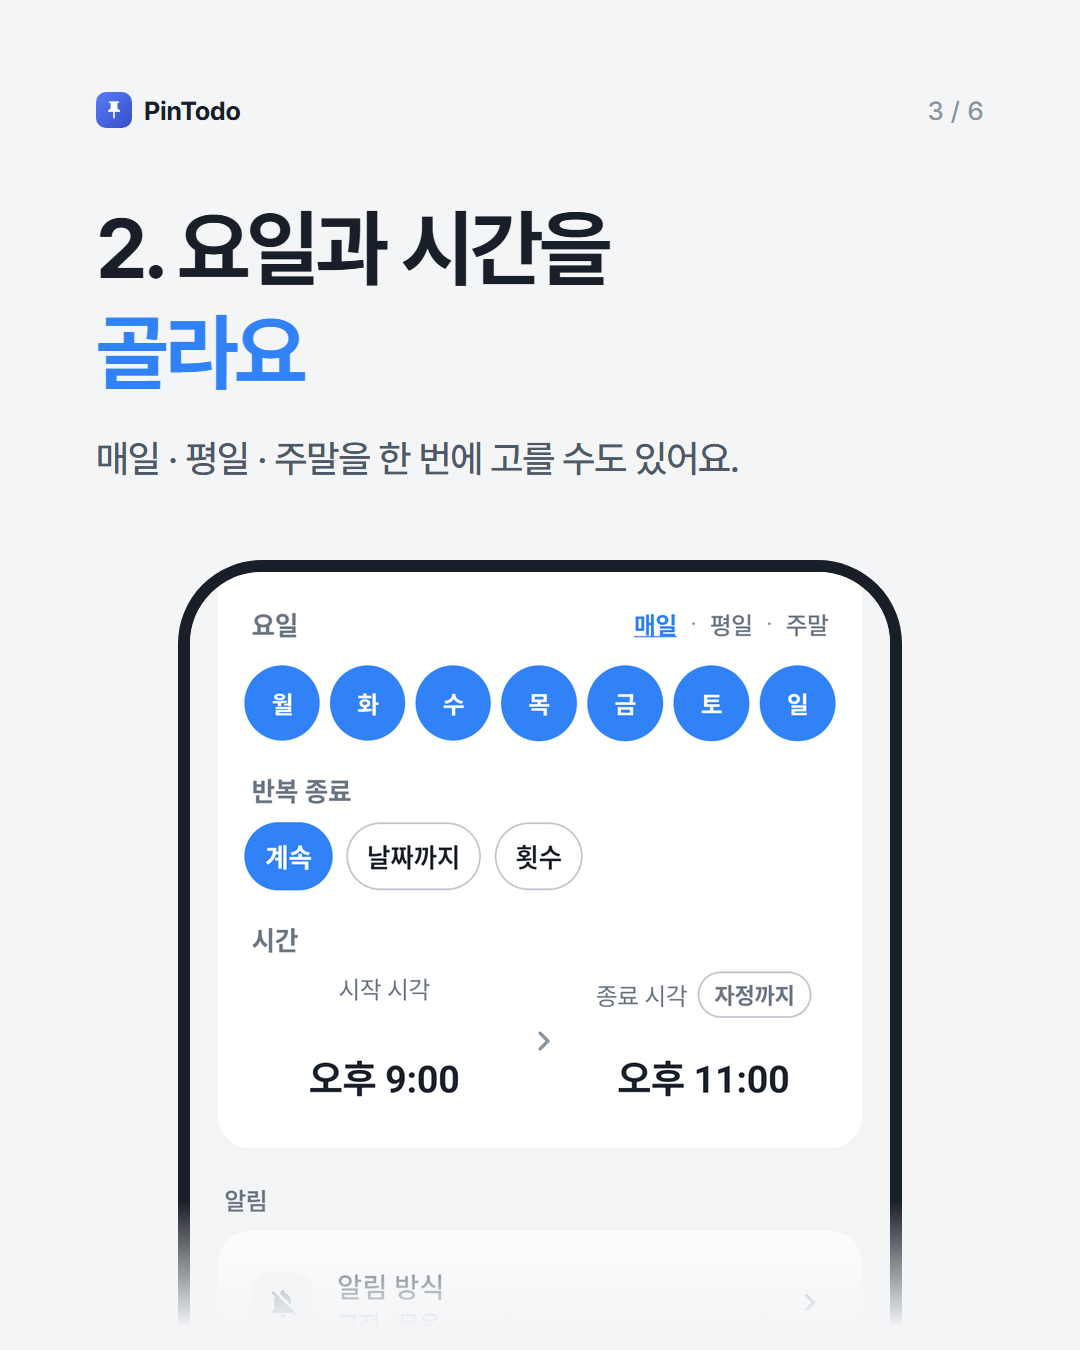 PinTodo
3 / 6
2. 요일과 시간을
골라요
매일 · 평일 · 주말을 한 번에 고를 수도 있어요.
요일
매일 · 평일 · 주말
월 화 수 목 금 토 일
반복 종료
계속 날짜까지 횟수
시간
시작 시각
종료 시각 자정까지
오후 9:00
오후 11:00
알림
알림 방식